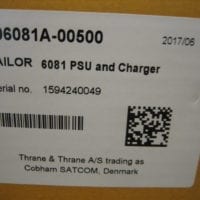 06081A-00500
2017/06
AILOR 6081 PSU and Charger
erial no. 1594240049
Thrane & Thrane A/S trading as
Cobham SATCOM, Denmark